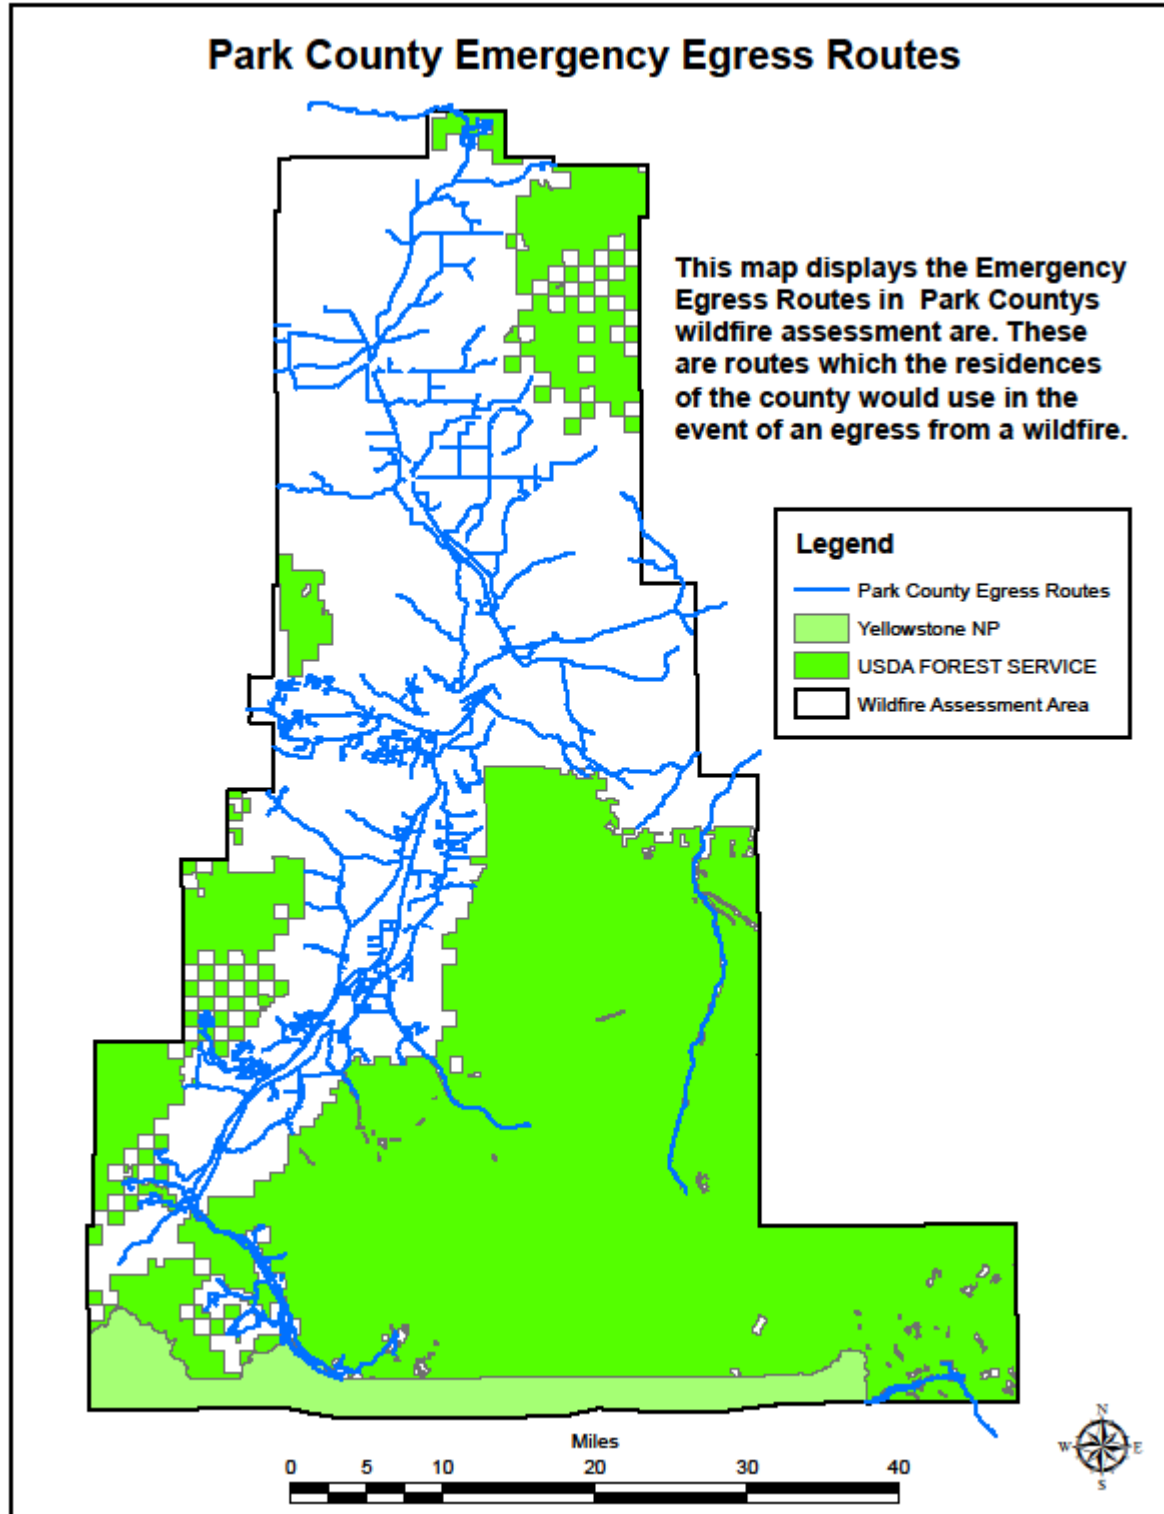 Park County Emergency Egress Routes
This map displays the Emergency
Egress Routes in Park Countys
wildfire assessment are. These
are routes which the residences
of the county would use in the
event of an egress from a wildfire.
Legend
Park County Egress Routes
Yellowstone NP
USDA FOREST SERVICE
Wildfire Assessment Area
N
W E
S
Miles
0 5 10 20 30 40